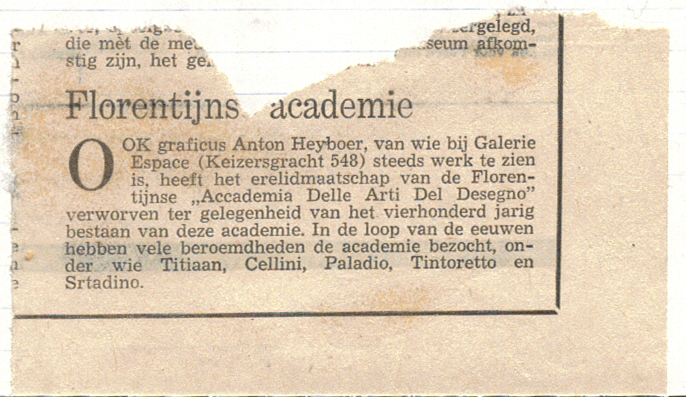 ergelegd,
die mèt de me
seum afkom-
stig zijn, het ge
Florentijns academie
OOK graficus Anton Heyboer, van wie bij Galerie
Espace (Keizersgracht 548) steeds werk te zien
is, heeft het erelidmaatschap van de Floren-
tijnse „Accademia Delle Arti Del Desegno”
verworven ter gelegenheid van het vierhonderd jarig
bestaan van deze academie. In de loop van de eeuwen
hebben vele beroemdheden de academie bezocht, on-
der wie Titiaan, Cellini, Paladio, Tintoretto en
Srtadino.